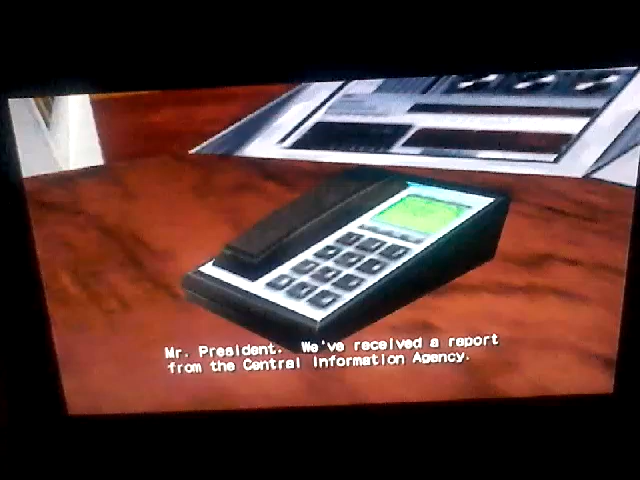 Mr. President. We've received a report
from the Central Information Agency.